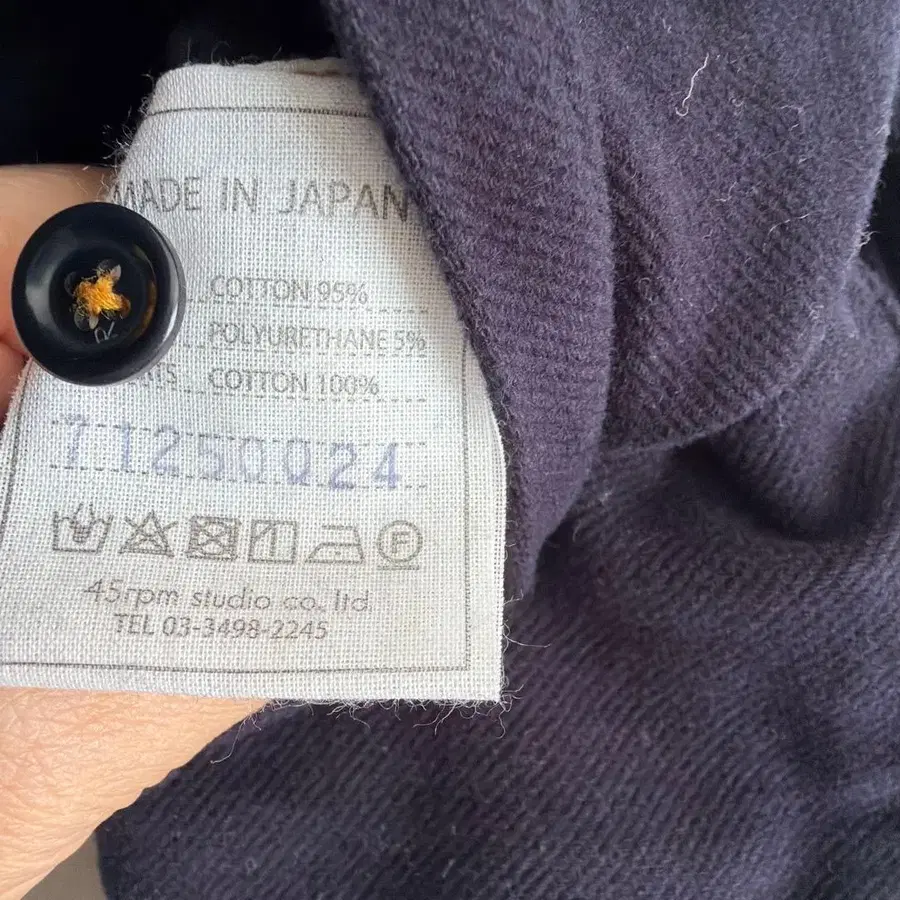 MADE IN JAPAN
COTTON 95%
POLYURETHANE 5%
COTTON 100%
71250024
F
45rpm studio co. ltd.
TEL 03-3498-2245
R